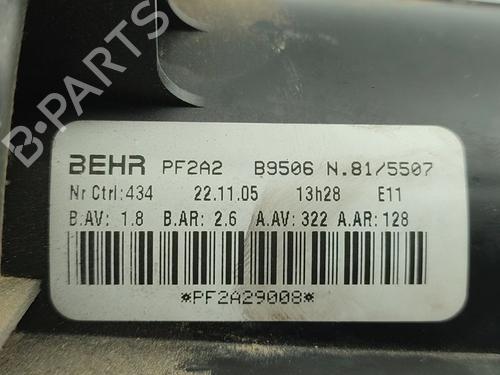 B-PARTS
BEHR PF2A2 B9506 N.81/5507
Nr Ctrl:434 22.11.05 13h28 E11
B.AV: 1.8 B.AR: 2.6 A.AV: 322 A.AR: 128
*PF2A29008*